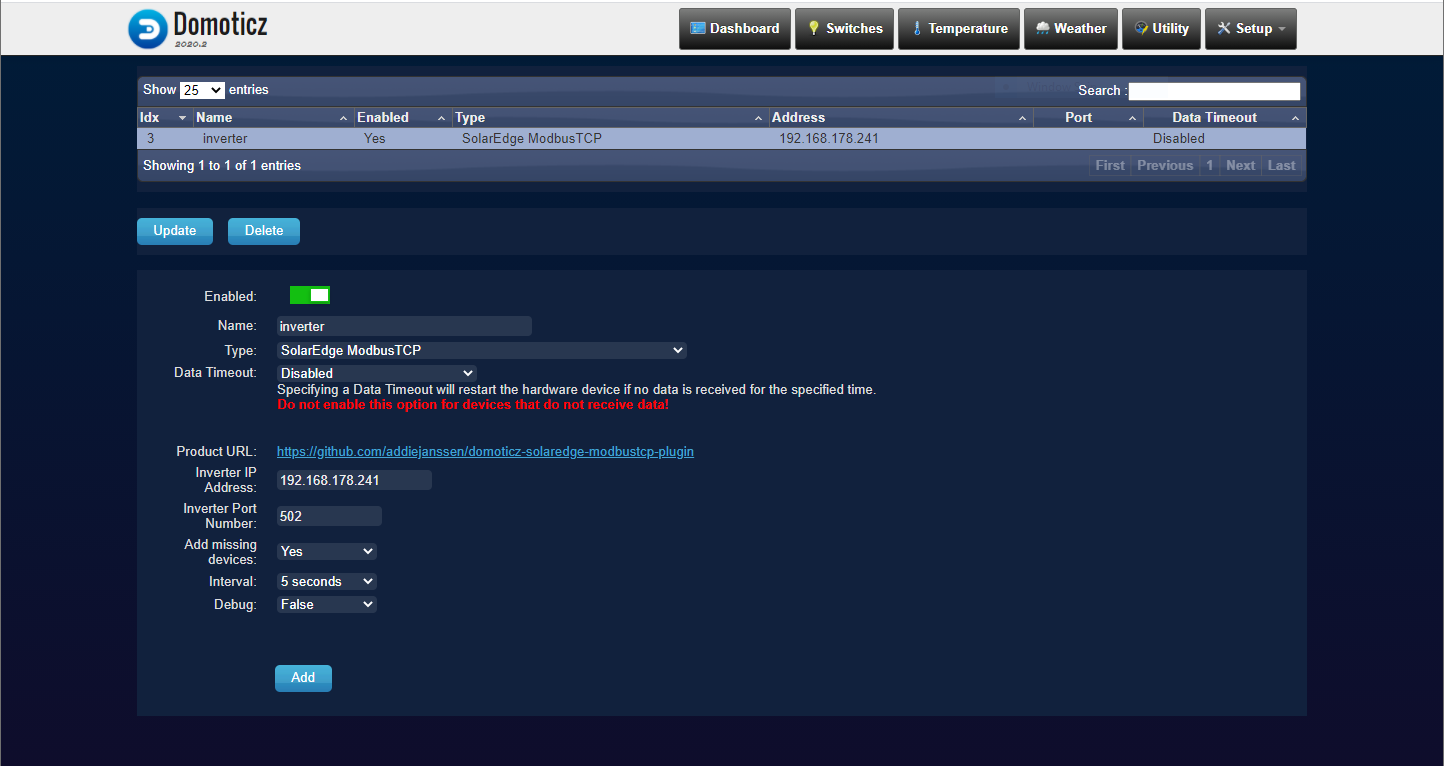 Domoticz
2020.2
Dashboard Switches Temperature Weather Utility Setup
Show 25 entries Search :
Idx Name Enabled Type Address Port Data Timeout
3 inverter Yes SolarEdge ModbusTCP 192.168.178.241 Disabled
Showing 1 to 1 of 1 entries First Previous 1 Next Last
Update Delete
Enabled:
Name: inverter
Type: SolarEdge ModbusTCP
Data Timeout: Disabled
Specifying a Data Timeout will restart the hardware device if no data is received for the specified time.
Do not enable this option for devices that do not receive data!
Product URL: https://github.com/addiejanssen/domoticz-solaredge-modbustcp-plugin
Inverter IP
Address: 192.168.178.241
Inverter Port
Number: 502
Add missing
devices: Yes
Interval: 5 seconds
Debug: False
Add